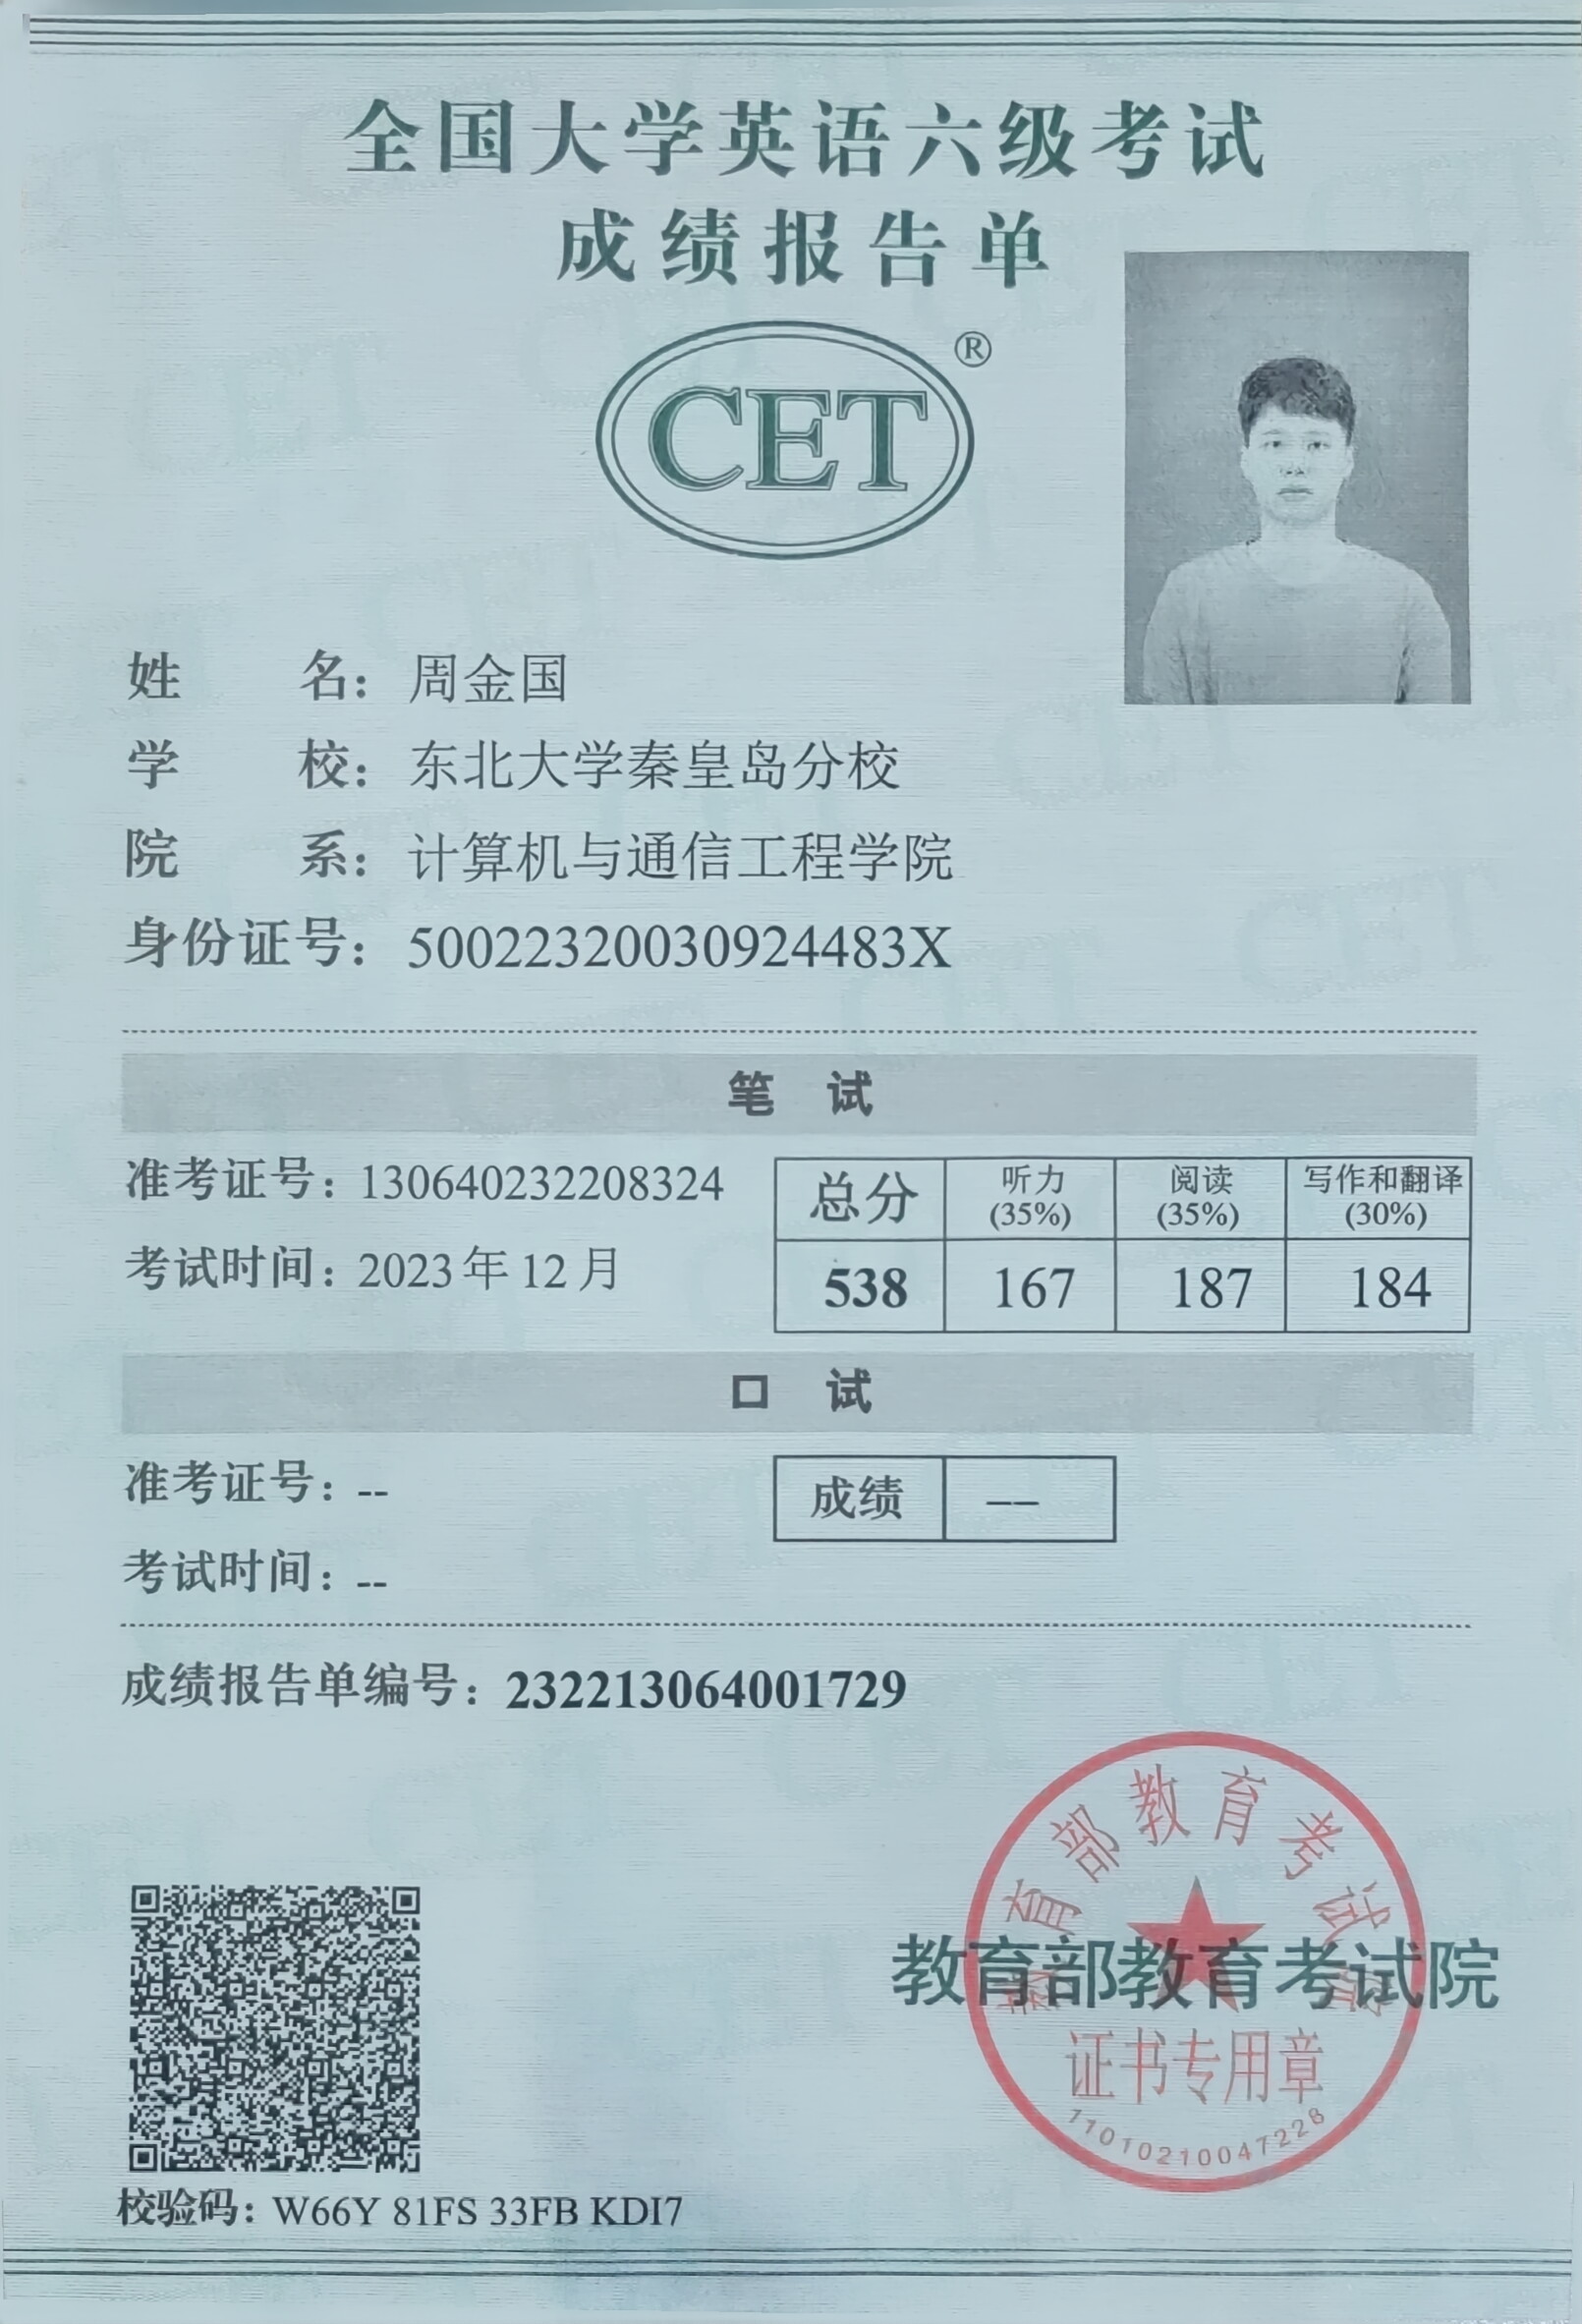 全国大学英语六级考试
成绩报告单
CET®
姓 名：周金国
学 校：东北大学秦皇岛分校
院 系：计算机与通信工程学院
身份证号：50022320030924483X
笔 试
准考证号：130640232208324
考试时间：2023年12月
总分 听力(35%) 阅读(35%) 写作和翻译(30%)
538 167 187 184
口 试
准考证号：--
考试时间：--
成绩 --
成绩报告单编号：232213064001729
教育部教育考试院
教育部教育考试院
证书专用章
11010210047228
校验码：W66Y 81FS 33FB KDI7